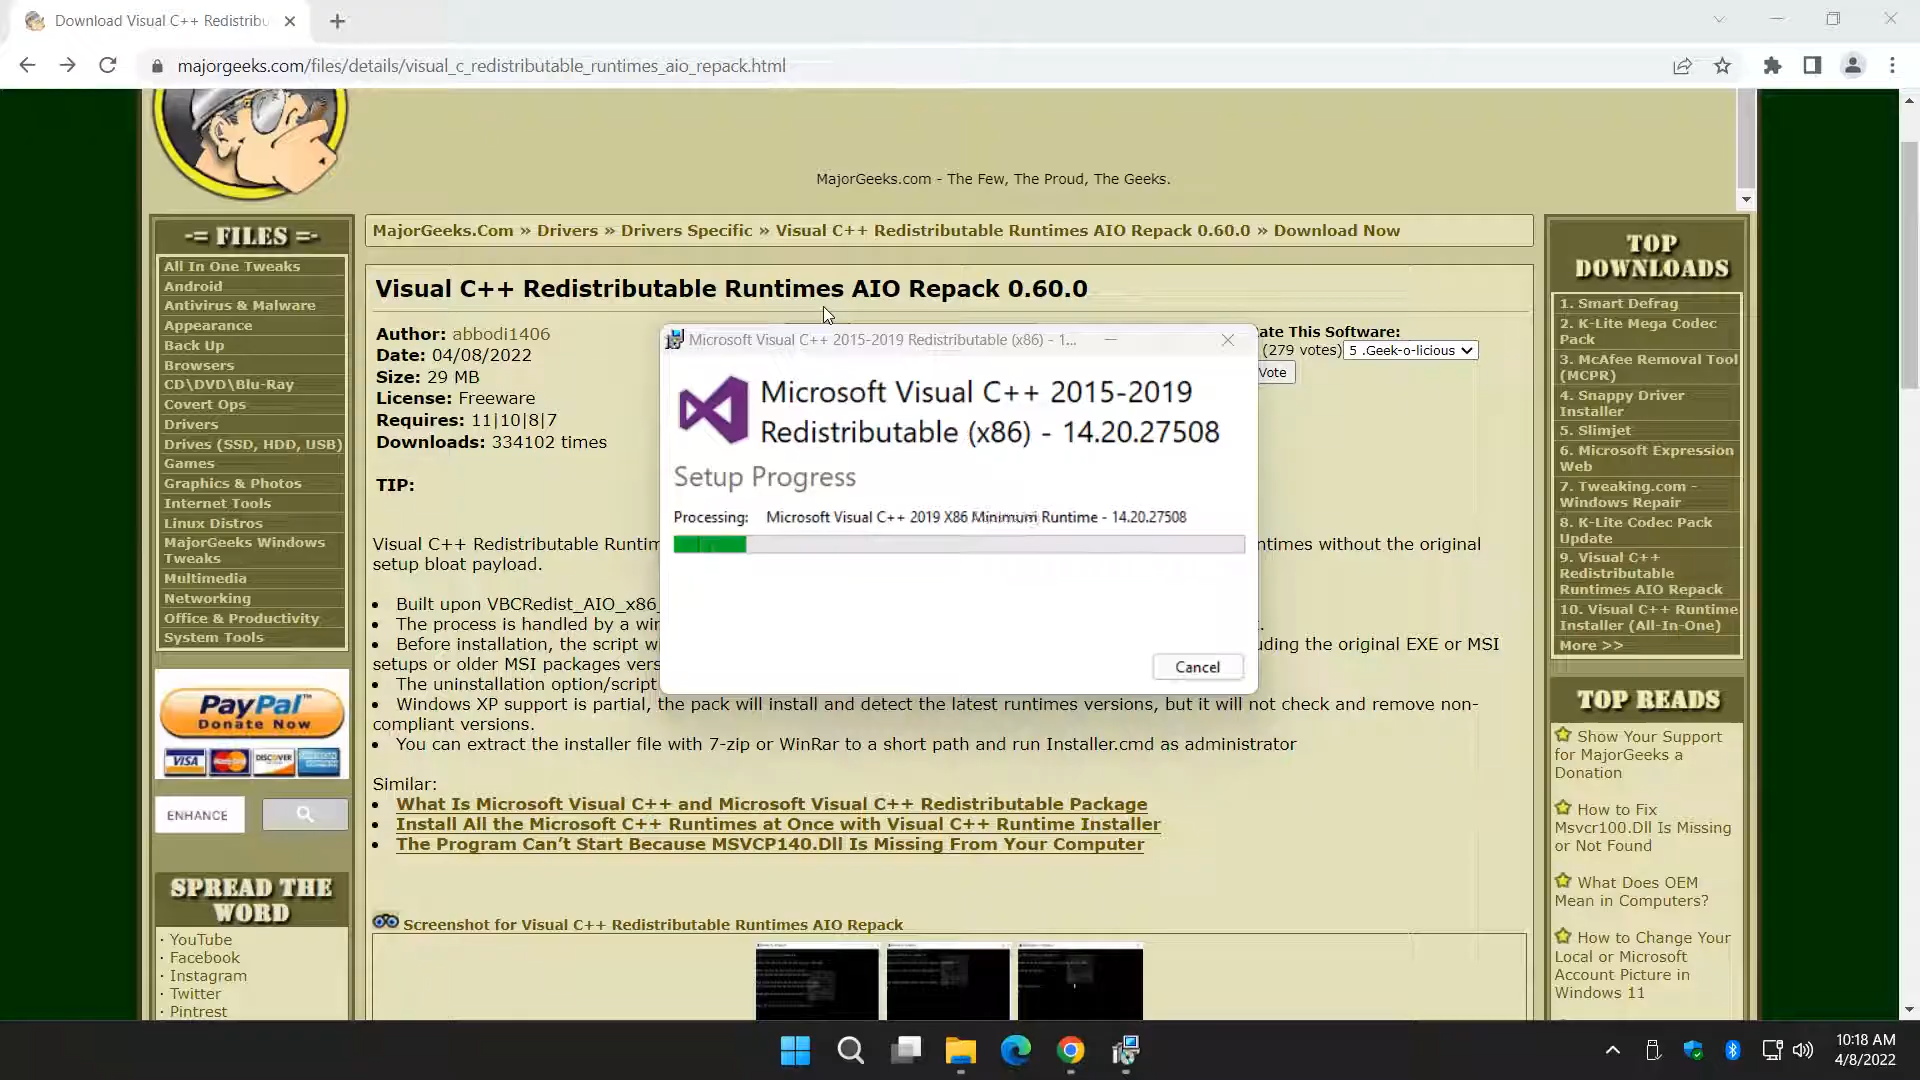 Download Visual C++ Redistribu
majorgeeks.com/files/details/visual_c_redistributable_runtimes_aio_repack.html
MajorGeeks.com - The Few, The Proud, The Geeks.
-= FILES =-
All In One Tweaks
Android
Antivirus & Malware
Appearance
Back Up
Browsers
CD\DVD\Blu-Ray
Covert Ops
Drivers
Drives (SSD, HDD, USB)
Games
Graphics & Photos
Internet Tools
Linux Distros
MajorGeeks Windows
Tweaks
Multimedia
Networking
Office & Productivity
System Tools
PayPal™
Donate Now
VISA
DISCOVER
ENHANCE
SPREAD THE
WORD
· YouTube
· Facebook
· Instagram
· Twitter
· Pintrest
MajorGeeks.Com » Drivers » Drivers Specific » Visual C++ Redistributable Runtimes AIO Repack 0.60.0 » Download Now
Visual C++ Redistributable Runtimes AIO Repack 0.60.0
Author: abbodi1406
Date: 04/08/2022
Size: 29 MB
License: Freeware
Requires: 11|10|8|7
Downloads: 334102 times
TIP:
ate This Software:
(279 votes) 5 .Geek-o-licious
Vote
Microsoft Visual C++ 2015-2019 Redistributable (x86) - 1...
Microsoft Visual C++ 2015-2019
Redistributable (x86) - 14.20.27508
Setup Progress
Processing: Microsoft Visual C++ 2019 X86 Minimum Runtime - 14.20.27508
Cancel
Visual C++ Redistributable Runtim
ntimes without the original
setup bloat payload.
• Built upon VBCRedist_AIO_x86_
• The process is handled by a win
• Before installation, the script w
uding the original EXE or MSI
setups or older MSI packages vers
• The uninstallation option/script
• Windows XP support is partial, the pack will install and detect the latest runtimes versions, but it will not check and remove non-
compliant versions.
• You can extract the installer file with 7-zip or WinRar to a short path and run Installer.cmd as administrator
Similar:
• What Is Microsoft Visual C++ and Microsoft Visual C++ Redistributable Package
• Install All the Microsoft C++ Runtimes at Once with Visual C++ Runtime Installer
• The Program Can't Start Because MSVCP140.Dll Is Missing From Your Computer
Screenshot for Visual C++ Redistributable Runtimes AIO Repack
TOP
DOWNLOADS
1. Smart Defrag
2. K-Lite Mega Codec
Pack
3. McAfee Removal Tool
(MCPR)
4. Snappy Driver
Installer
5. Slimjet
6. Microsoft Expression
Web
7. Tweaking.com -
Windows Repair
8. K-Lite Codec Pack
Update
9. Visual C++
Redistributable
Runtimes AIO Repack
10. Visual C++ Runtime
Installer (All-In-One)
More >>
TOP READS
Show Your Support
for MajorGeeks a
Donation
How to Fix
Msvcr100.Dll Is Missing
or Not Found
What Does OEM
Mean in Computers?
How to Change Your
Local or Microsoft
Account Picture in
Windows 11
10:18 AM
4/8/2022